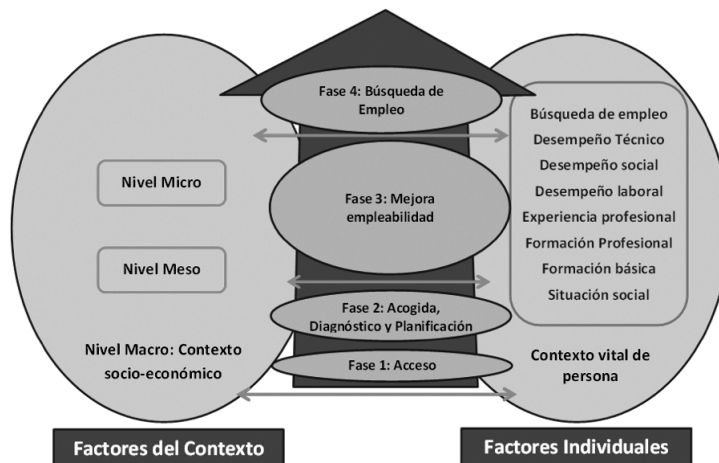 Fase 4: Búsqueda de
Empleo
Nivel Micro
Fase 3: Mejora
empleabilidad
Nivel Meso
Fase 2: Acogida,
Diagnóstico y Planificación
Nivel Macro: Contexto
socio-económico
Fase 1: Acceso
Búsqueda de empleo
Desempeño Técnico
Desempeño social
Desempeño laboral
Experiencia profesional
Formación Profesional
Formación básica
Situación social
Contexto vital de
persona
Factores del Contexto
Factores Individuales